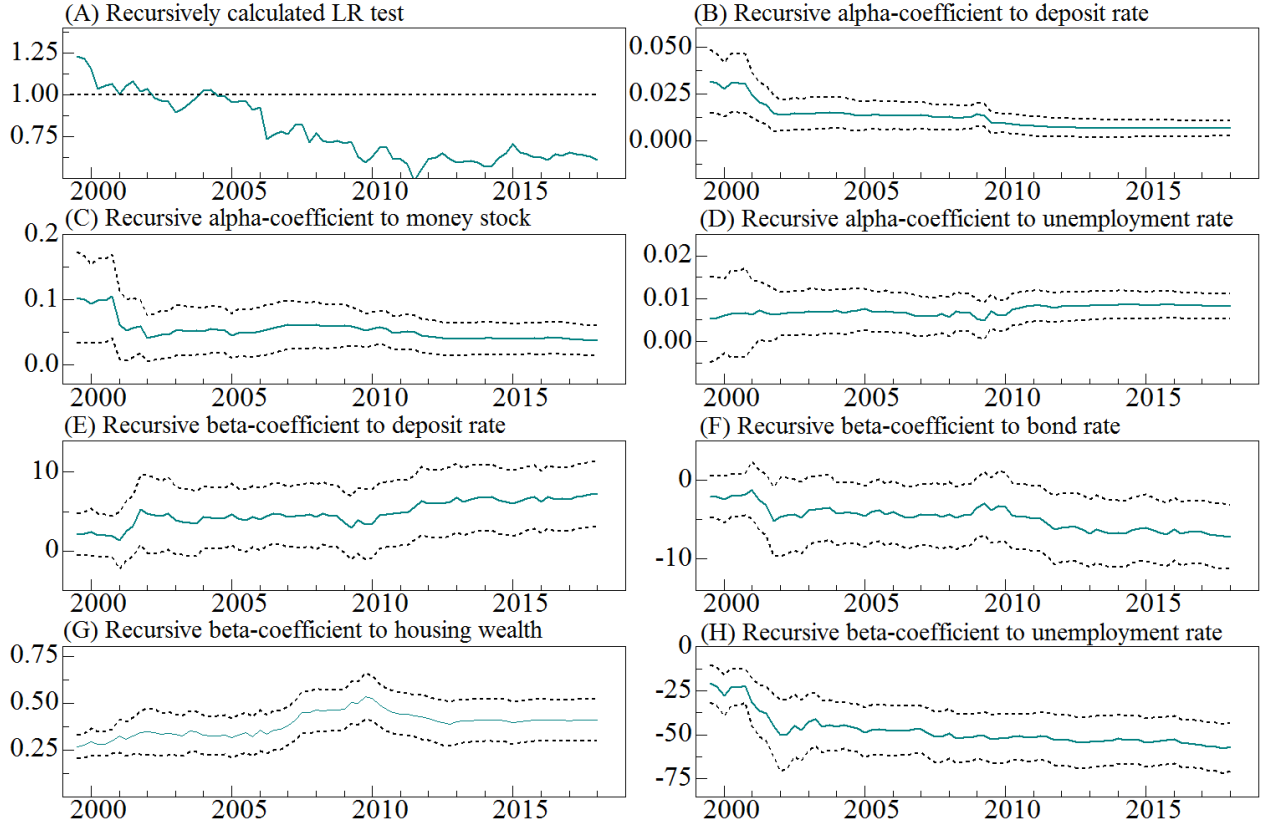 (A) Recursively calculated LR test
1.25
1.00
0.75
2000 2005 2010 2015
(B) Recursive alpha-coefficient to deposit rate
0.050
0.025
0.000
2000 2005 2010 2015
(C) Recursive alpha-coefficient to money stock
0.2
0.1
0.0
2000 2005 2010 2015
(D) Recursive alpha-coefficient to unemployment rate
0.02
0.01
0.00
2000 2005 2010 2015
(E) Recursive beta-coefficient to deposit rate
10
0
2000 2005 2010 2015
(F) Recursive beta-coefficient to bond rate
0
-10
2000 2005 2010 2015
(G) Recursive beta-coefficient to housing wealth
0.75
0.50
0.25
2000 2005 2010 2015
(H) Recursive beta-coefficient to unemployment rate
0
-25
-50
-75
2000 2005 2010 2015